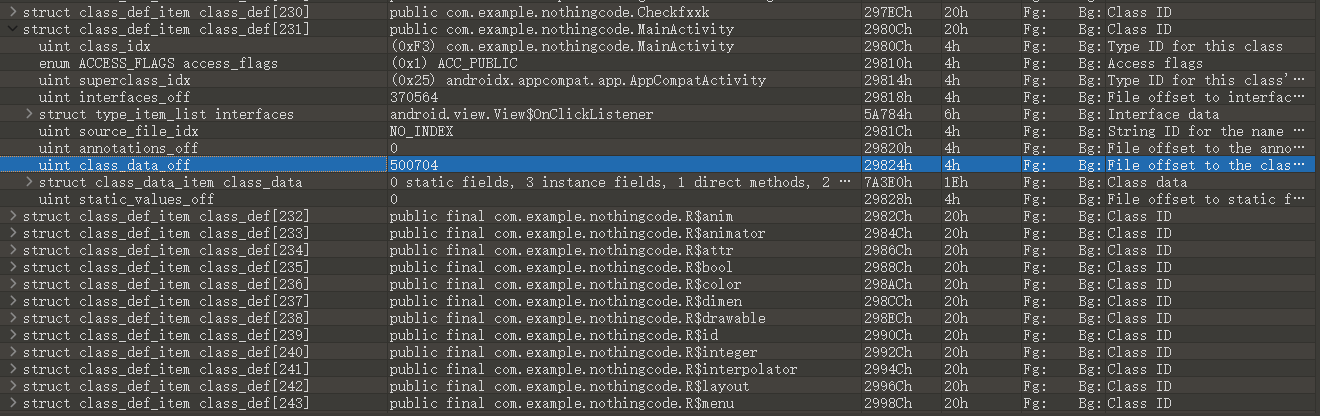 struct class_def_item class_def[230] public com.example.nothingcode.Checkfxxk 297ECh 20h Fg: Bg: Class ID
struct class_def_item class_def[231] public com.example.nothingcode.MainActivity 2980Ch 20h Fg: Bg: Class ID
uint class_idx (0xF3) com.example.nothingcode.MainActivity 2980Ch 4h Fg: Bg: Type ID for this class
enum ACCESS_FLAGS access_flags (0x1) ACC_PUBLIC 29810h 4h Fg: Bg: Access flags
uint superclass_idx (0x25) androidx.appcompat.app.AppCompatActivity 29814h 4h Fg: Bg: Type ID for this class'…
uint interfaces_off 370564 29818h 4h Fg: Bg: File offset to interfac…
struct type_item_list interfaces android.view.View$OnClickListener 5A784h 6h Fg: Bg: Interface data
uint source_file_idx NO_INDEX 2981Ch 4h Fg: Bg: String ID for the name …
uint annotations_off 0 29820h 4h Fg: Bg: File offset to the anno…
uint class_data_off 500704 29824h 4h Fg: Bg: File offset to the clas…
struct class_data_item class_data 0 static fields, 3 instance fields, 1 direct methods, 2 … 7A3E0h 1Eh Fg: Bg: Class data
uint static_values_off 0 29828h 4h Fg: Bg: File offset to static f…
struct class_def_item class_def[232] public final com.example.nothingcode.R$anim 2982Ch 20h Fg: Bg: Class ID
struct class_def_item class_def[233] public final com.example.nothingcode.R$animator 2984Ch 20h Fg: Bg: Class ID
struct class_def_item class_def[234] public final com.example.nothingcode.R$attr 2986Ch 20h Fg: Bg: Class ID
struct class_def_item class_def[235] public final com.example.nothingcode.R$bool 2988Ch 20h Fg: Bg: Class ID
struct class_def_item class_def[236] public final com.example.nothingcode.R$color 298ACh 20h Fg: Bg: Class ID
struct class_def_item class_def[237] public final com.example.nothingcode.R$dimen 298CCh 20h Fg: Bg: Class ID
struct class_def_item class_def[238] public final com.example.nothingcode.R$drawable 298ECh 20h Fg: Bg: Class ID
struct class_def_item class_def[239] public final com.example.nothingcode.R$id 2990Ch 20h Fg: Bg: Class ID
struct class_def_item class_def[240] public final com.example.nothingcode.R$integer 2992Ch 20h Fg: Bg: Class ID
struct class_def_item class_def[241] public final com.example.nothingcode.R$interpolator 2994Ch 20h Fg: Bg: Class ID
struct class_def_item class_def[242] public final com.example.nothingcode.R$layout 2996Ch 20h Fg: Bg: Class ID
struct class_def_item class_def[243] public final com.example.nothingcode.R$menu 2998Ch 20h Fg: Bg: Class ID